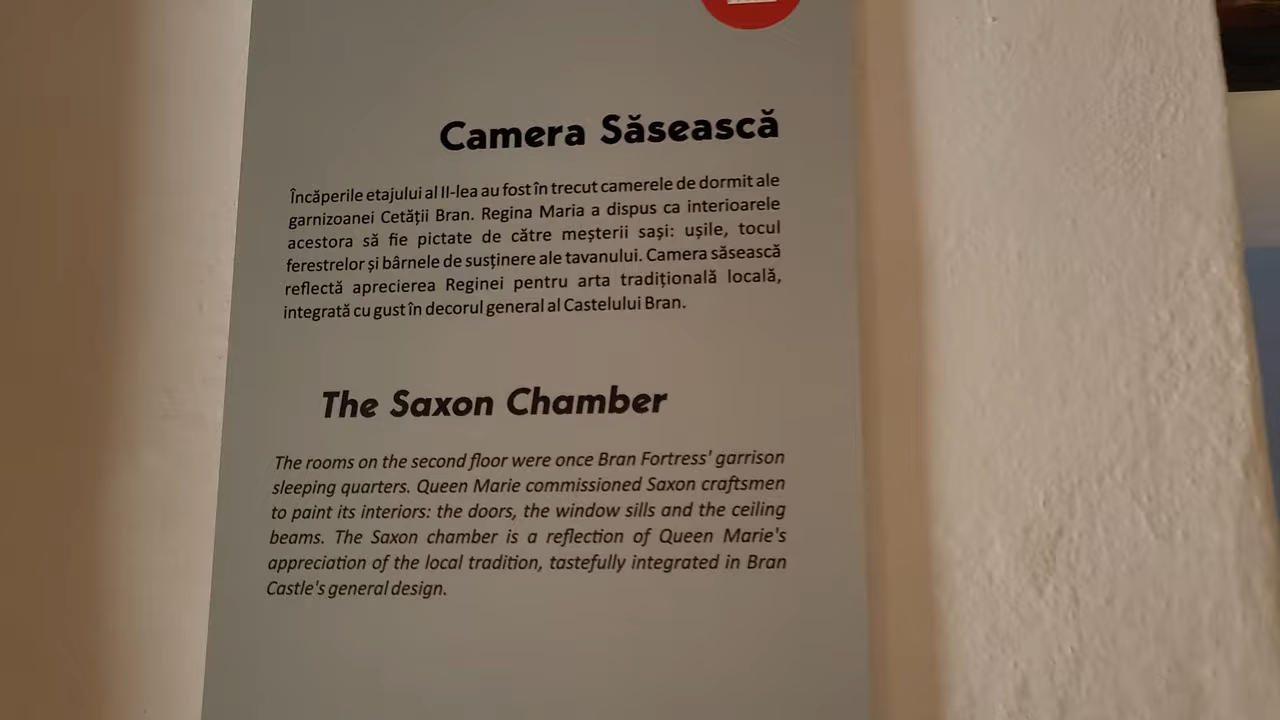 Camera Săsească
Încăperile etajului al II-lea au fost în trecut camerele de dormit ale
garnizoanei Cetății Bran. Regina Maria a dispus ca interioarele
acestora să fie pictate de către meșterii sași: ușile, tocul
ferestrelor și bârnele de susținere ale tavanului. Camera săsească
reflectă aprecierea Reginei pentru arta tradițională locală,
integrată cu gust în decorul general al Castelului Bran.
The Saxon Chamber
The rooms on the second floor were once Bran Fortress' garrison
sleeping quarters. Queen Marie commissioned Saxon craftsmen
to paint its interiors: the doors, the window sills and the ceiling
beams. The Saxon chamber is a reflection of Queen Marie's
appreciation of the local tradition, tastefully integrated in Bran
Castle's general design.